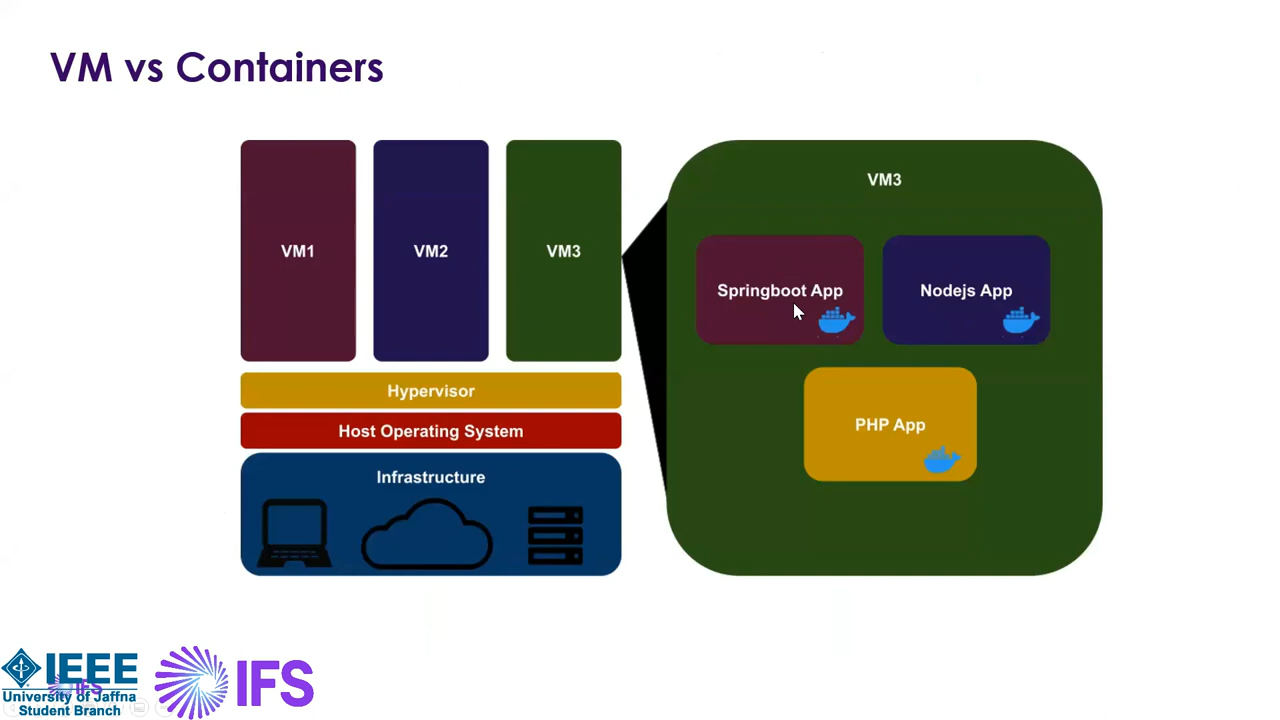 VM vs Containers
VM1
VM2
VM3
Hypervisor
Host Operating System
Infrastructure
VM3
Springboot App
Nodejs App
PHP App
IEEE
University of Jaffna
Student Branch
IFS
IFS